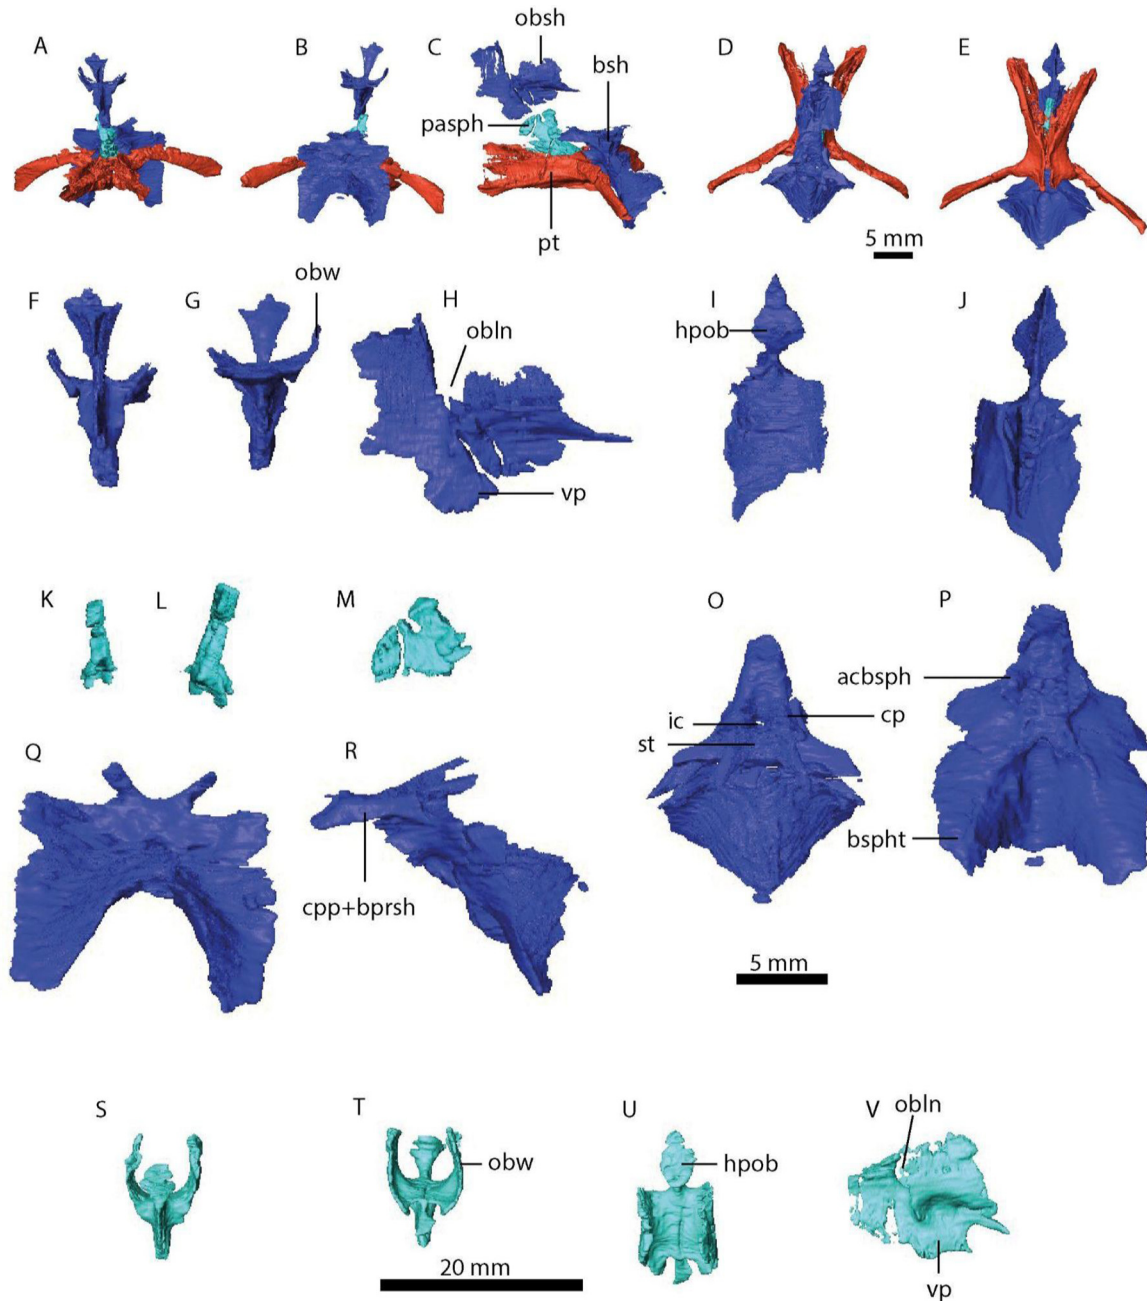 A
B
C
obsh
bsh
pasph
pt
D
E
5 mm
F
G
obw
H
obln
vp
I
hpob
J
K
L
M
O
P
acbsph
cp
ic
st
bspht
Q
R
cpp+bprsh
5 mm
S
T
obw
20 mm
U
hpob
V
obln
vp